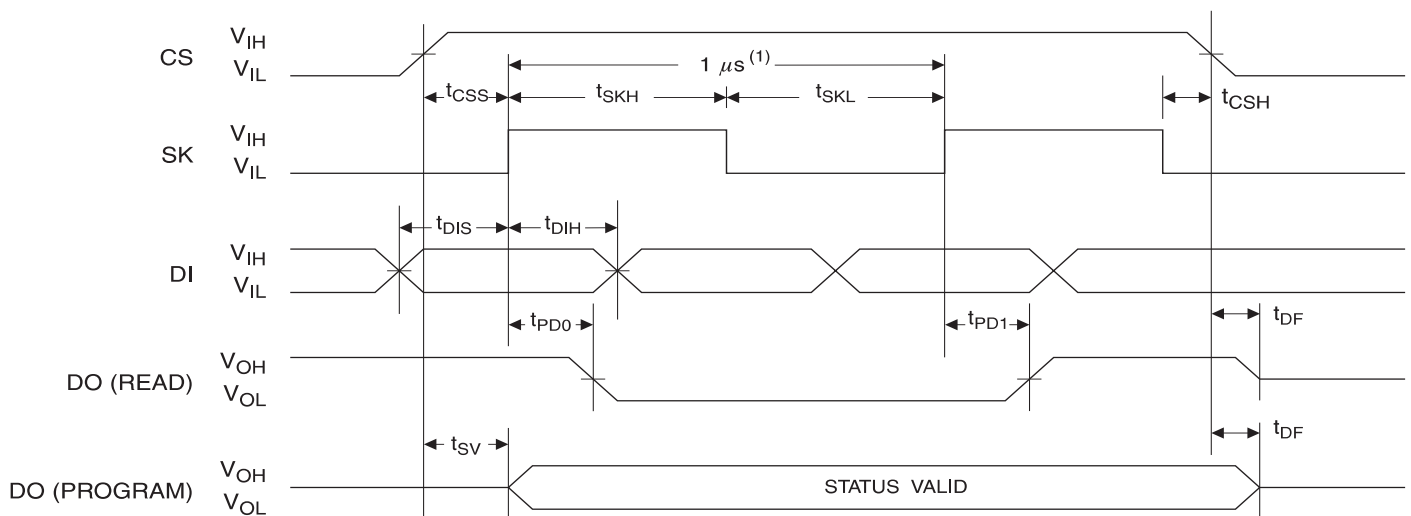 CS
V_IH
V_IL
1 μs (1)
t_CSS
t_SKH
t_SKL
t_CSH
SK
V_IH
V_IL
t_DIS
t_DIH
DI
V_IH
V_IL
t_PD0
t_PD1
t_DF
DO (READ)
V_OH
V_OL
t_SV
t_DF
DO (PROGRAM)
V_OH
V_OL
STATUS VALID